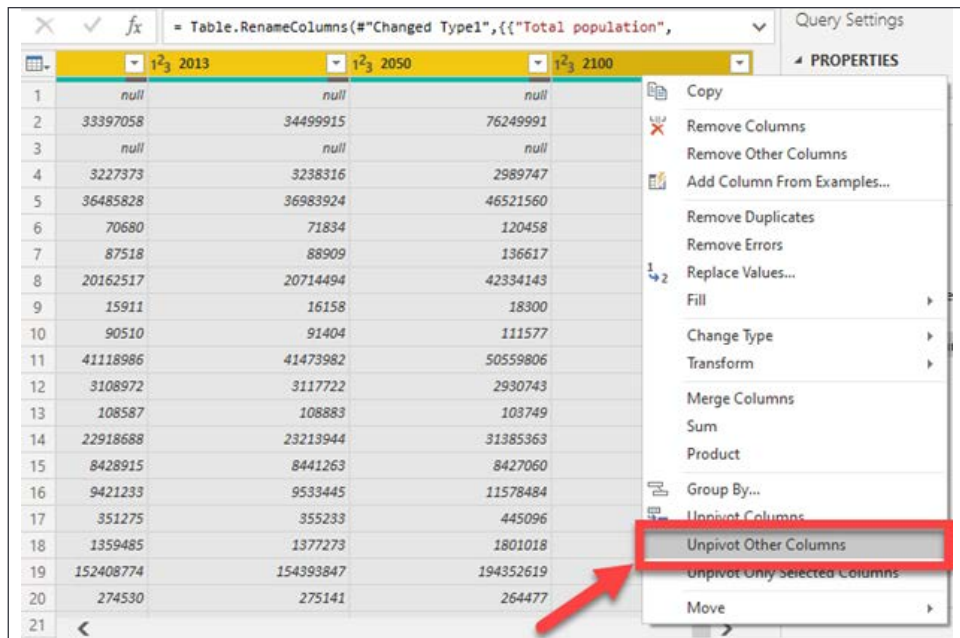 fx = Table.RenameColumns(#"Changed Type1",{{"Total population",
Query Settings
PROPERTIES
1²3 2013 1²3 2050 1²3 2100
1 null null null
2 33397058 34499915 76249991
3 null null null
4 3227373 3238316 2989747
5 36485828 36983924 46521560
6 70680 71834 120458
7 87518 88909 136617
8 20162517 20714494 42334143
9 15911 16158 18300
10 90510 91404 111577
11 41118986 41473982 50559806
12 3108972 3117722 2930743
13 108587 108883 103749
14 22918688 23213944 31385363
15 8428915 8441263 8427060
16 9421233 9533445 11578484
17 351275 355233 445096
18 1359485 1377273 1801018
19 152408774 154393847 194352619
20 274530 275141 264477
21
Copy
Remove Columns
Remove Other Columns
Add Column From Examples...
Remove Duplicates
Remove Errors
Replace Values...
Fill
Change Type
Transform
Merge Columns
Sum
Product
Group By...
Unpivot Columns
Unpivot Other Columns
Unpivot Only Selected Columns
Move